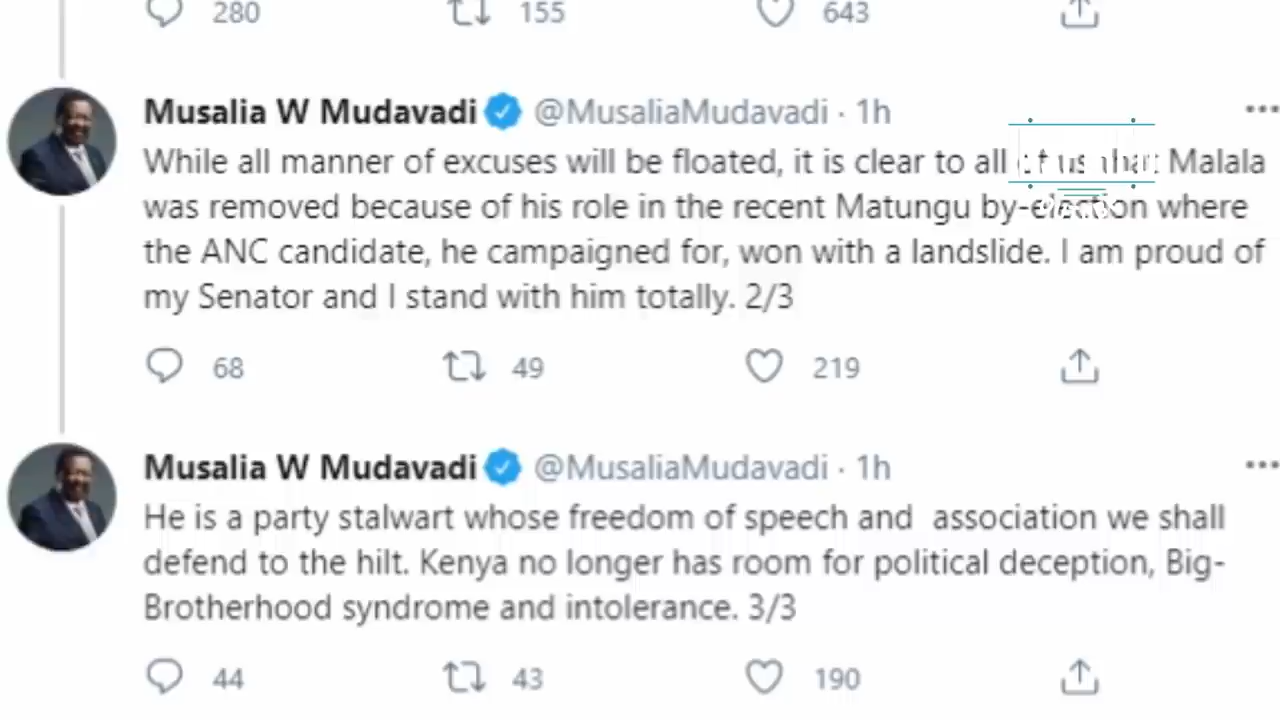 280 155 643
Musalia W Mudavadi @MusaliaMudavadi · 1h
While all manner of excuses will be floated, it is clear to all of us that Malala
was removed because of his role in the recent Matungu by-election where
the ANC candidate, he campaigned for, won with a landslide. I am proud of
my Senator and I stand with him totally. 2/3
68 49 219
Musalia W Mudavadi @MusaliaMudavadi · 1h
He is a party stalwart whose freedom of speech and  association we shall
defend to the hilt. Kenya no longer has room for political deception, Big-
Brotherhood syndrome and intolerance. 3/3
44 43 190